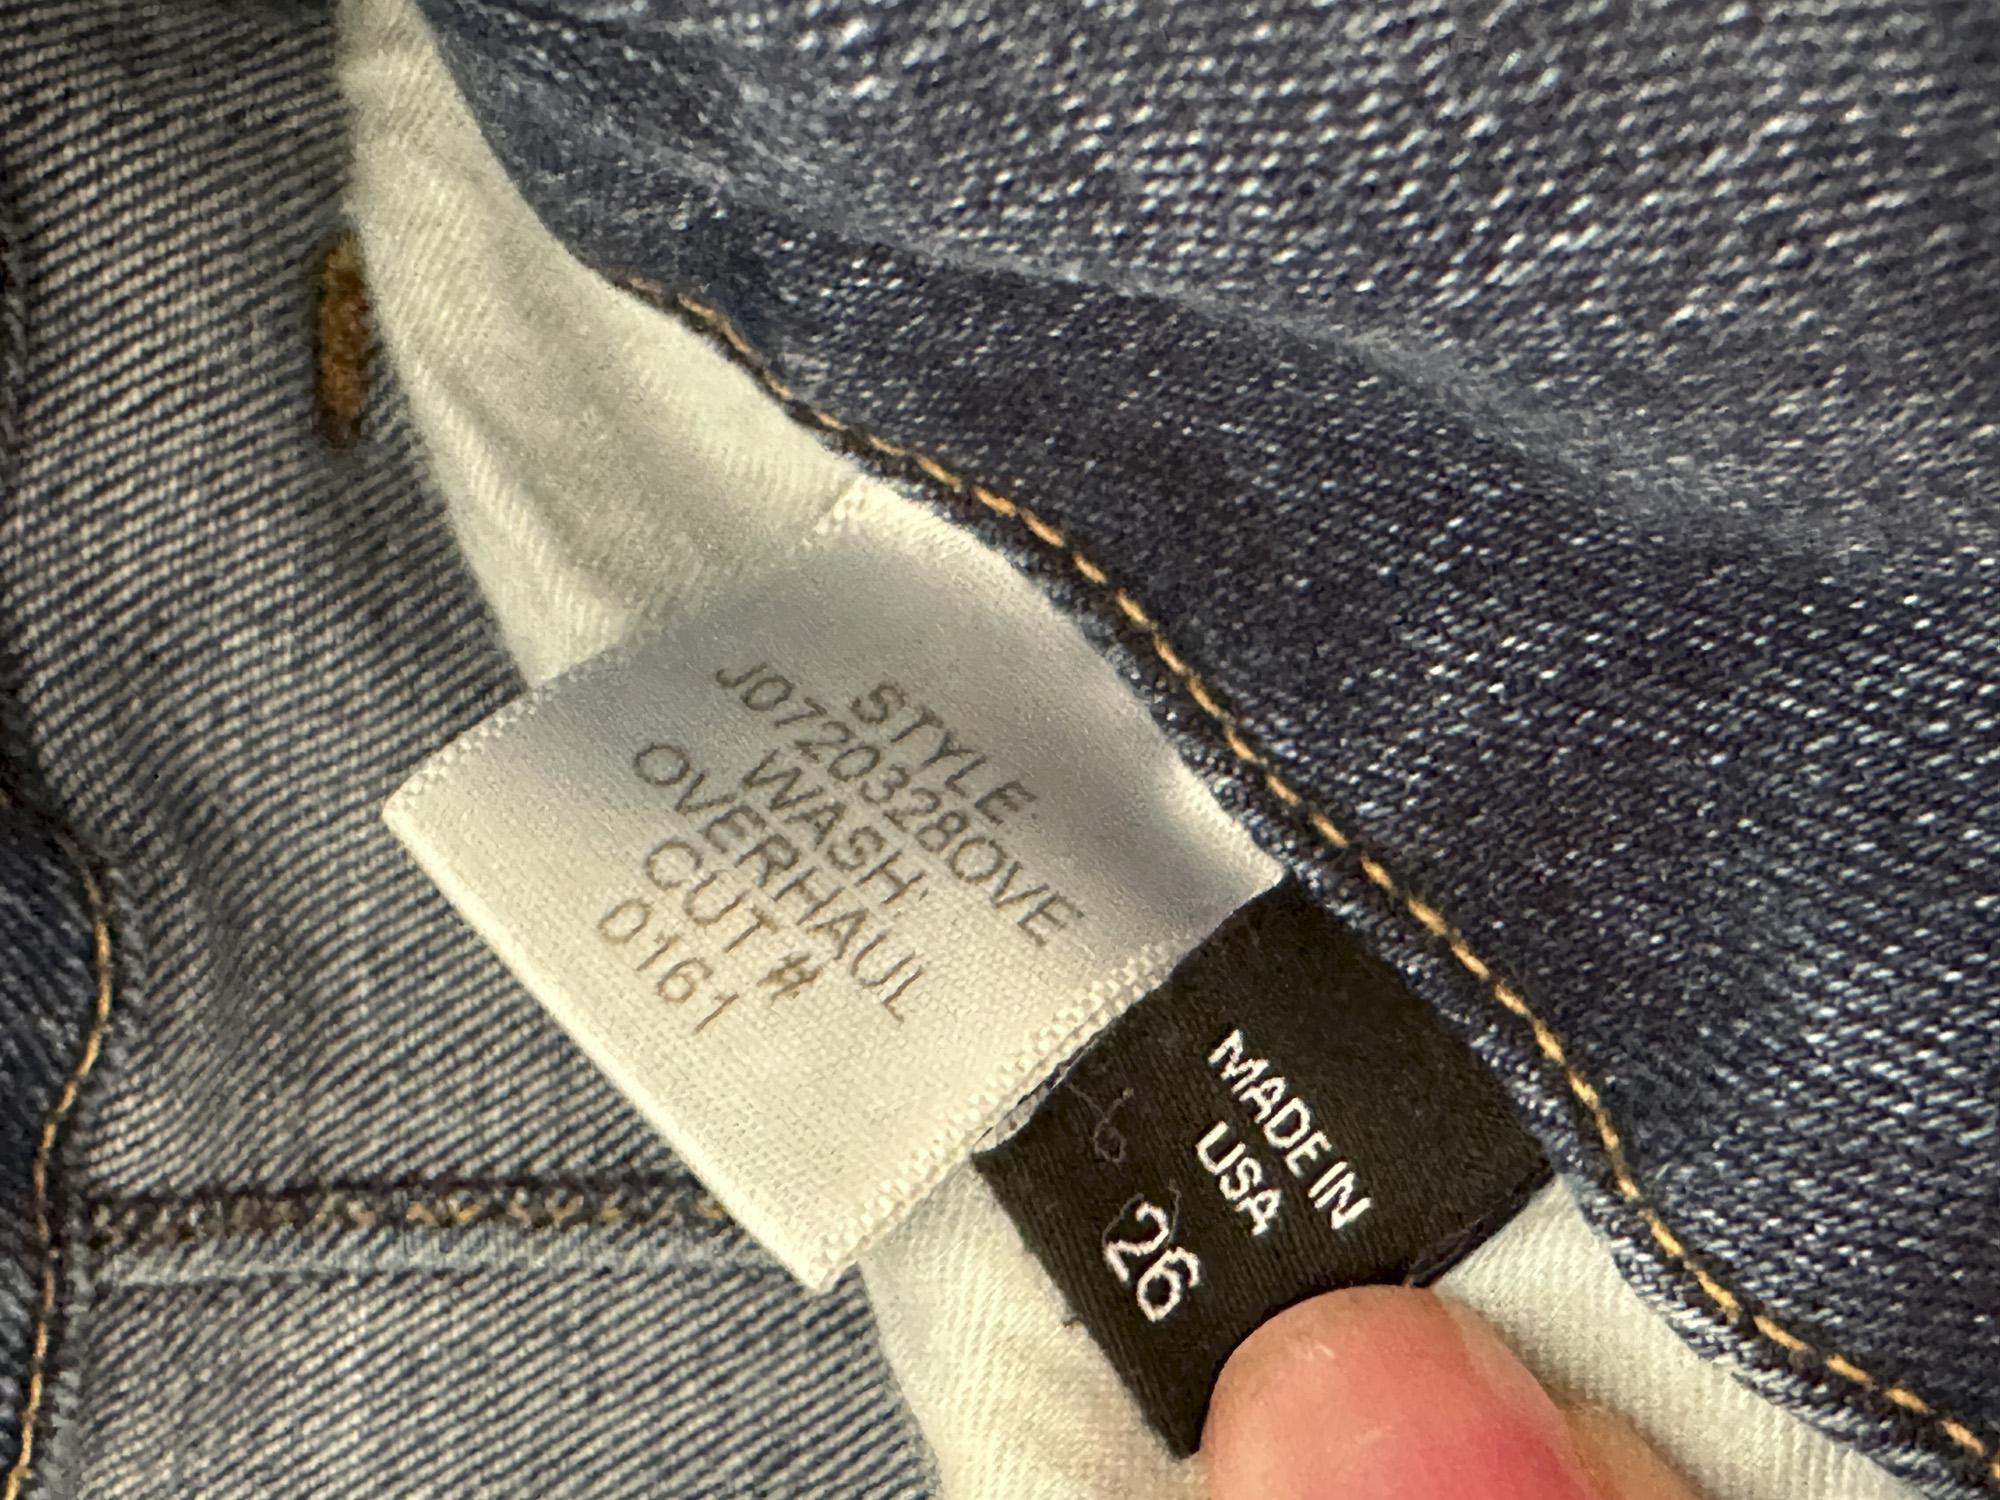 STYLE
J0720328OVE
WASH
OVERHAUL
CUT #
0161
MADE IN
USA
26